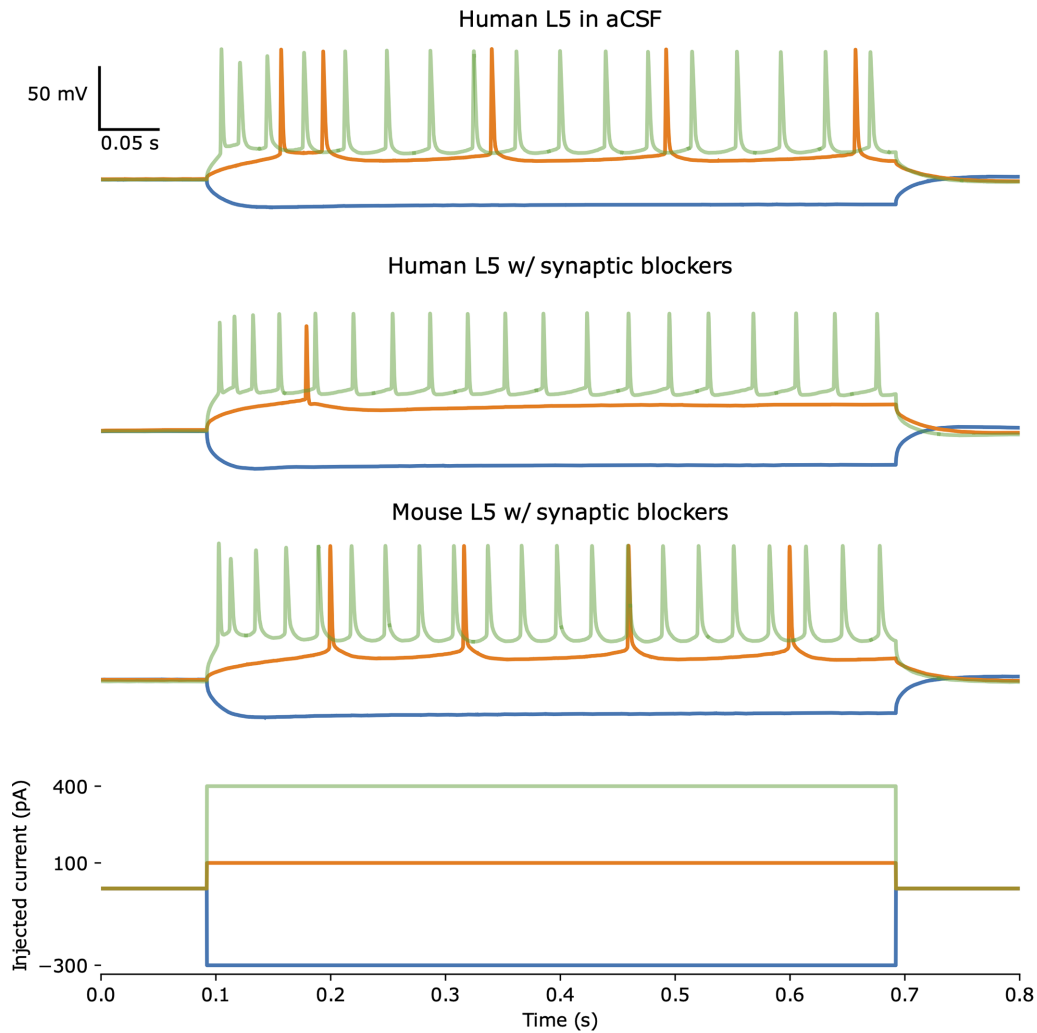 Human L5 in aCSF
50 mV
0.05 s
Human L5 w/ synaptic blockers
Mouse L5 w/ synaptic blockers
Injected current (pA)
400
100
−300
0.0 0.1 0.2 0.3 0.4 0.5 0.6 0.7 0.8
Time (s)